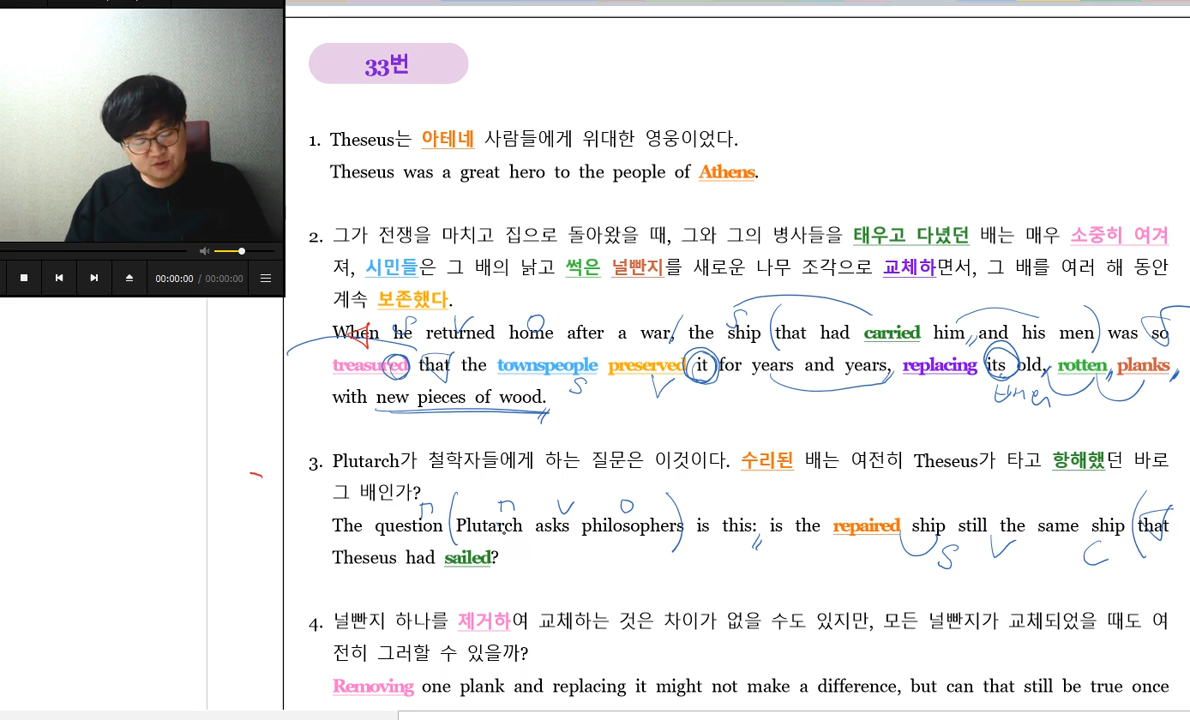 33번
1. Theseus는 아테네 사람들에게 위대한 영웅이었다.
Theseus was a great hero to the people of Athens.
2. 그가 전쟁을 마치고 집으로 돌아왔을 때, 그와 그의 병사들을 태우고 다녔던 배는 매우 소중히 여겨
져, 시민들은 그 배의 낡고 썩은 널빤지를 새로운 나무 조각으로 교체하면서, 그 배를 여러 해 동안
계속 보존했다.
S V O S
When he returned home after a war, the ship (that had carried him and his men) was so
treasured that the townspeople preserved it for years and years, replacing its old, rotten, planks
S V
with new pieces of wood.
3. Plutarch가 철학자들에게 하는 질문은 이것이다. 수리된 배는 여전히 Theseus가 타고 항해했던 바로
그 배인가?
n n V O
The question (Plutarch asks philosophers) is this: is the repaired ship still the same ship (that
S V C
Theseus had sailed?
4. 널빤지 하나를 제거하여 교체하는 것은 차이가 없을 수도 있지만, 모든 널빤지가 교체되었을 때도 여
전히 그러할 수 있을까?
Removing one plank and replacing it might not make a difference, but can that still be true once
00:00:00 / 00:00:00